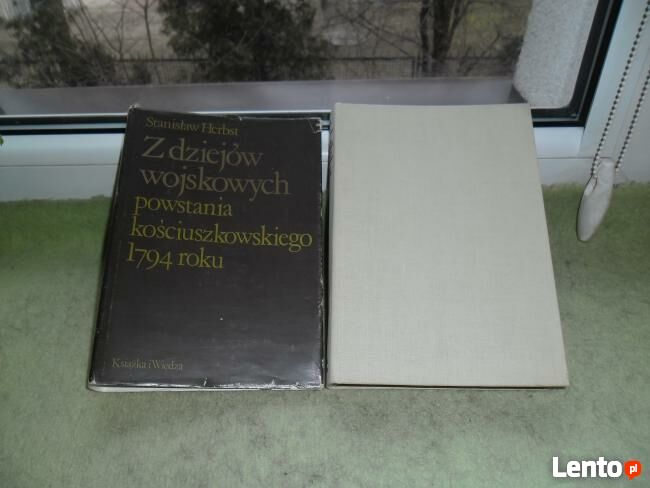 Stanisław Herbst
Z dziejów
wojskowych
powstania
kościuszkowskiego
1794 roku
Książka i Wiedza
Lento.pl